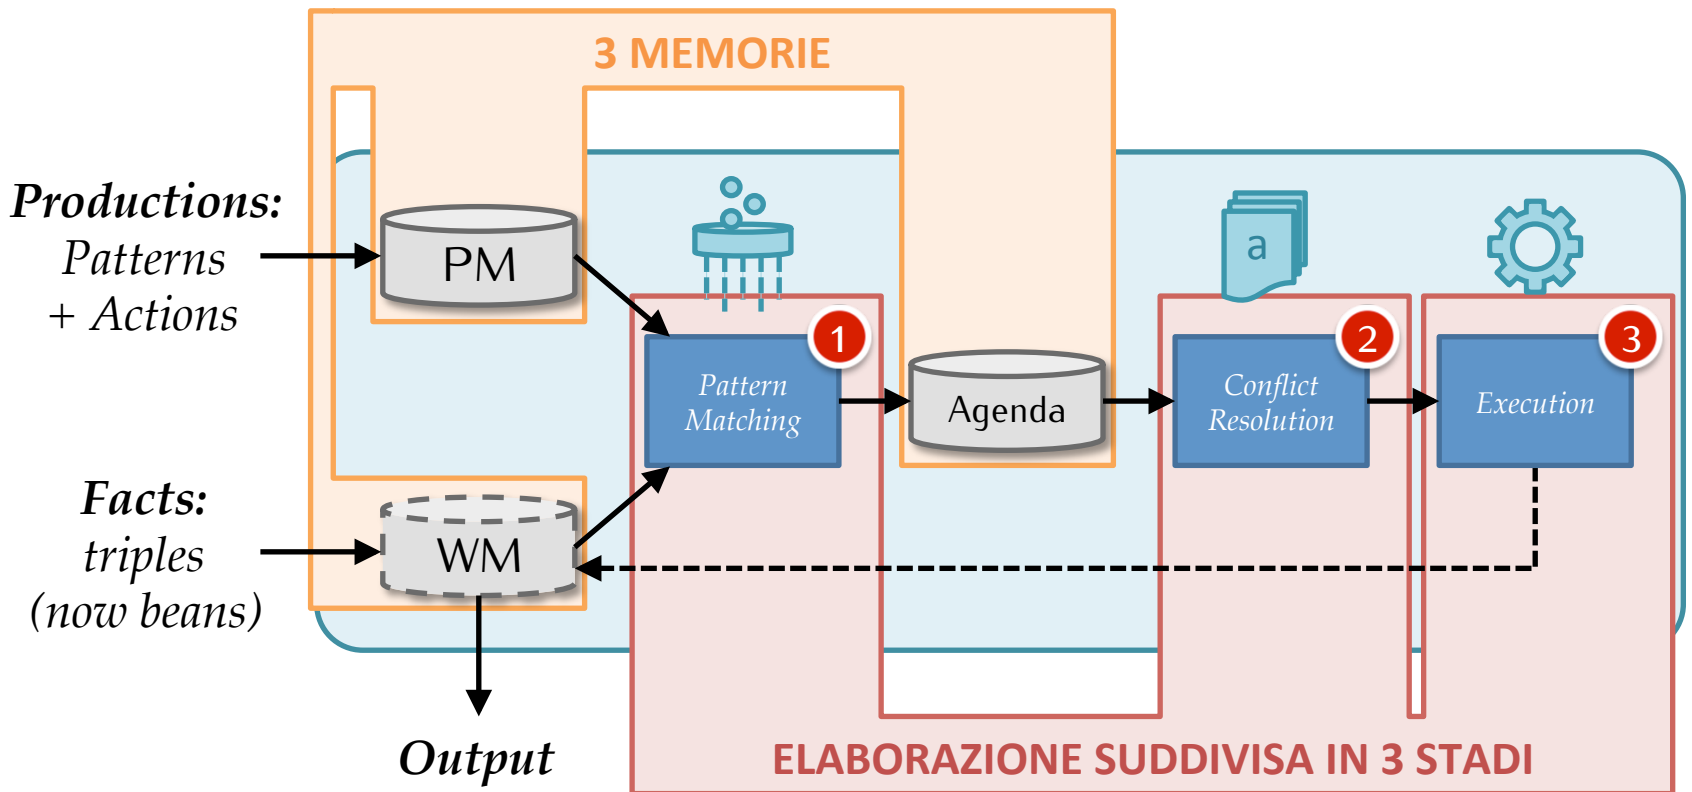 3 MEMORIE
Productions:
Patterns
+ Actions
PM
a
1
2
3
Pattern
Matching
Agenda
Conflict
Resolution
Execution
Facts:
triples
(now beans)
WM
Output
ELABORAZIONE SUDDIVISA IN 3 STADI